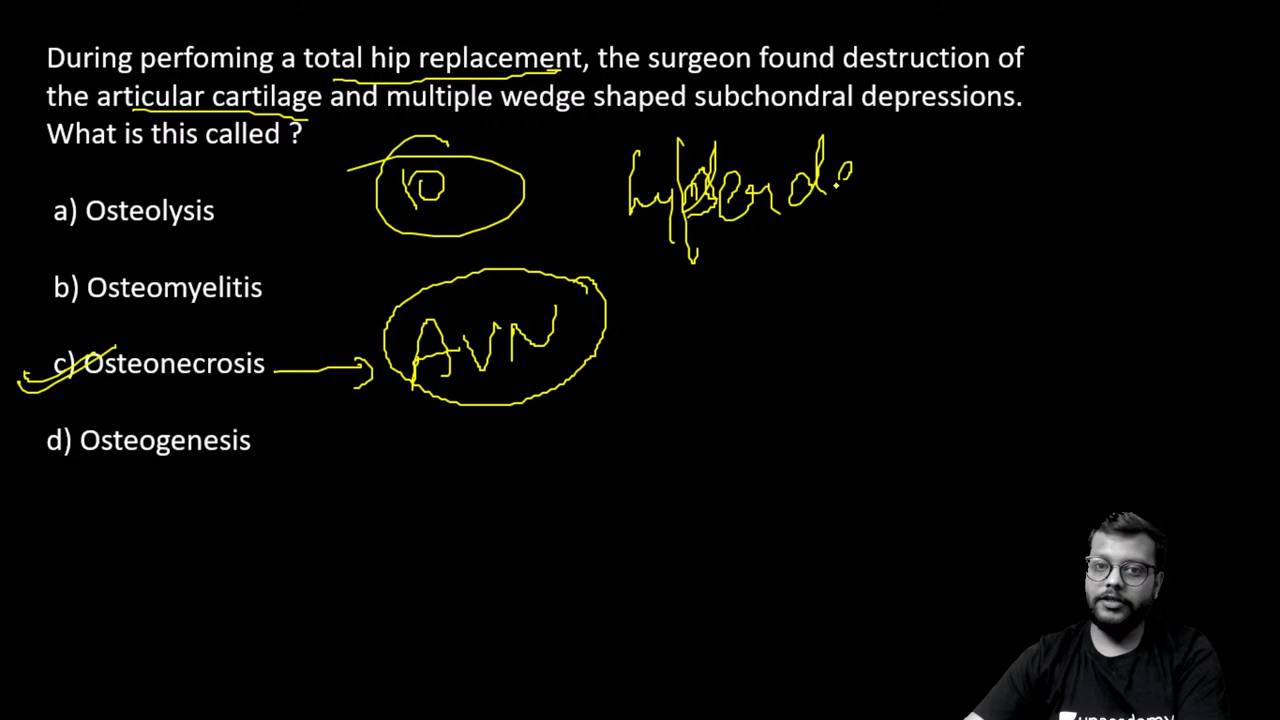 During perfoming a total hip replacement, the surgeon found destruction of
the articular cartilage and multiple wedge shaped subchondral depressions.
What is this called ?
a) Osteolysis
b) Osteomyelitis
c) Osteonecrosis
AVN
d) Osteogenesis
unacademy